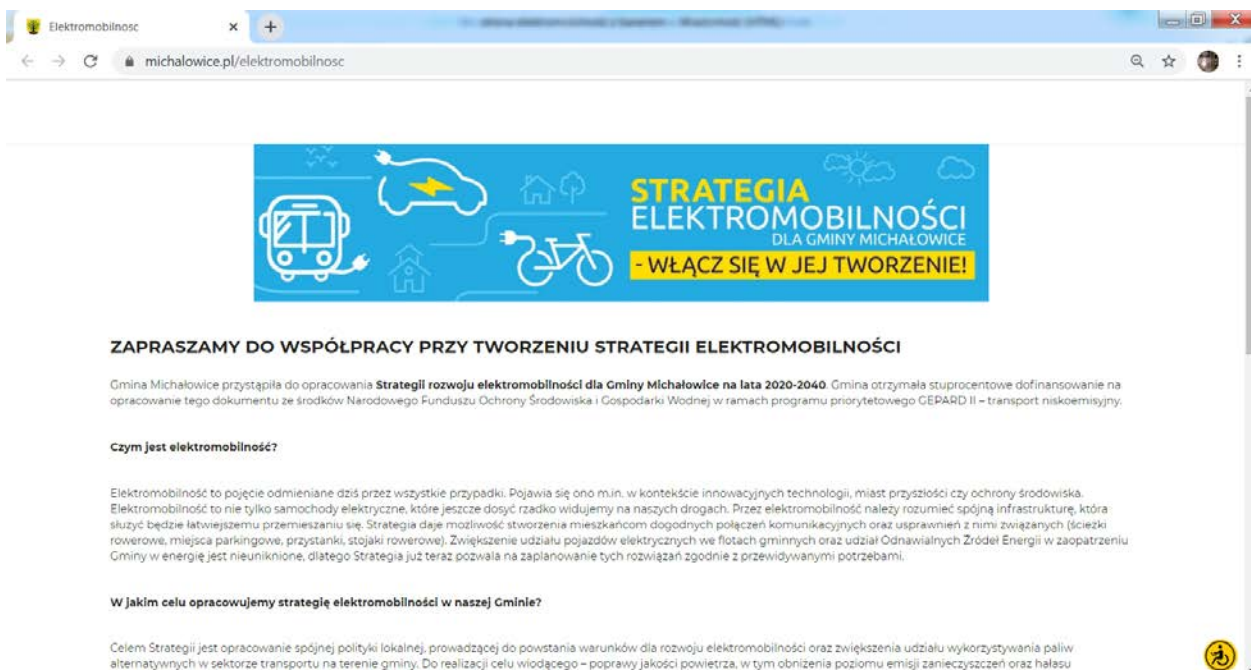 Elektromobilnosc
michalowice.pl/elektromobilnosc
STRATEGIA
ELEKTROMOBILNOŚCI
DLA GMINY MICHAŁOWICE
- WŁĄCZ SIĘ W JEJ TWORZENIE!
ZAPRASZAMY DO WSPÓŁPRACY PRZY TWORZENIU STRATEGII ELEKTROMOBILNOŚCI
Gmina Michałowice przystąpiła do opracowania Strategii rozwoju elektromobilności dla Gminy Michałowice na lata 2020-2040. Gmina otrzymała stuprocentowe dofinansowanie na
opracowanie tego dokumentu ze środków Narodowego Funduszu Ochrony Środowiska i Gospodarki Wodnej w ramach programu priorytetowego GEPARD II – transport niskoemisyjny.
Czym jest elektromobilność?
Elektromobilność to pojęcie odmieniane dziś przez wszystkie przypadki. Pojawia się ono m.in. w kontekście innowacyjnych technologii, miast przyszłości czy ochrony środowiska.
Elektromobilność to nie tylko samochody elektryczne, które jeszcze dosyć rzadko widujemy na naszych drogach. Przez elektromobilność należy rozumieć spójną infrastrukturę, która
służyć będzie łatwiejszemu przemieszaniu się. Strategia daje możliwość stworzenia mieszkańcom dogodnych połączeń komunikacyjnych oraz usprawnień z nimi związanych (ścieżki
rowerowe, miejsca parkingowe, przystanki, stojaki rowerowe). Zwiększenie udziału pojazdów elektrycznych we flotach gminnych oraz udział Odnawialnych Źródeł Energii w zaopatrzeniu
Gminy w energię jest nieuniknione, dlatego Strategia już teraz pozwala na zaplanowanie tych rozwiązań zgodnie z przewidywanymi potrzebami.
W jakim celu opracowujemy strategię elektromobilności w naszej Gminie?
Celem Strategii jest opracowanie spójnej polityki lokalnej, prowadzącej do powstania warunków dla rozwoju elektromobilności oraz zwiększenia udziału wykorzystywania paliw
alternatywnych w sektorze transportu na terenie gminy. Do realizacji celu wiodącego – poprawy jakości powietrza, w tym obniżenia poziomu emisji zanieczyszczeń oraz hałasu